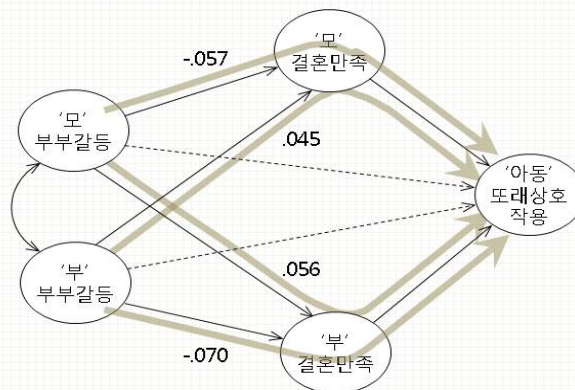 '모'
결혼만족
-.057
'모'
부부갈등
.045
'아동'
또래상호
작용
'부'
부부갈등
.056
-.070
'부'
결혼만족